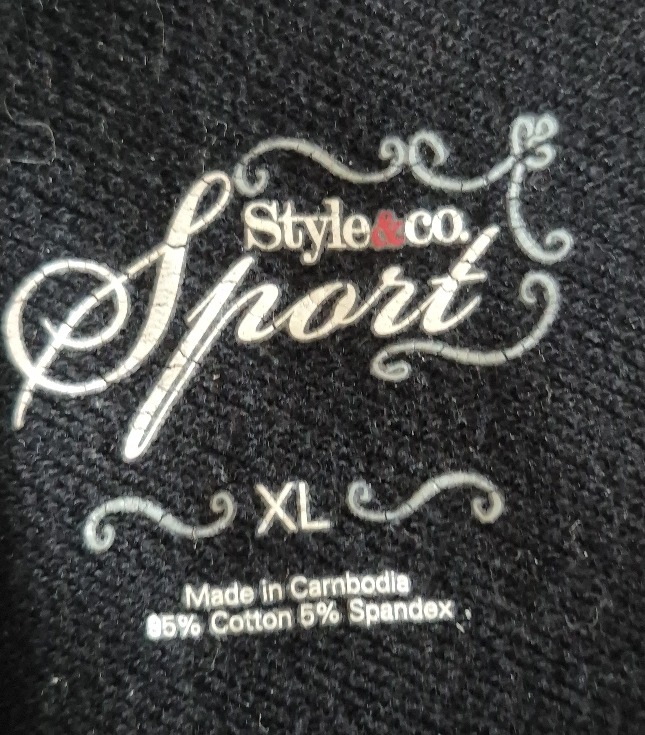 Style&co.
Sport
XL
Made in Cambodia
95% Cotton 5% Spandex